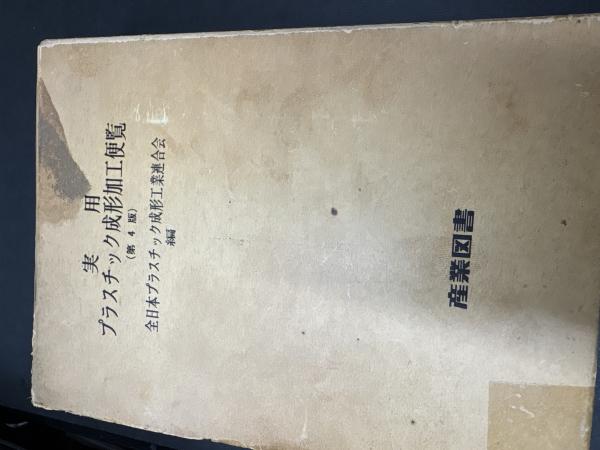 実用
プラスチック成形加工便覧
(第4版)
全日本プラスチック成形工業連合会
編
産業図書